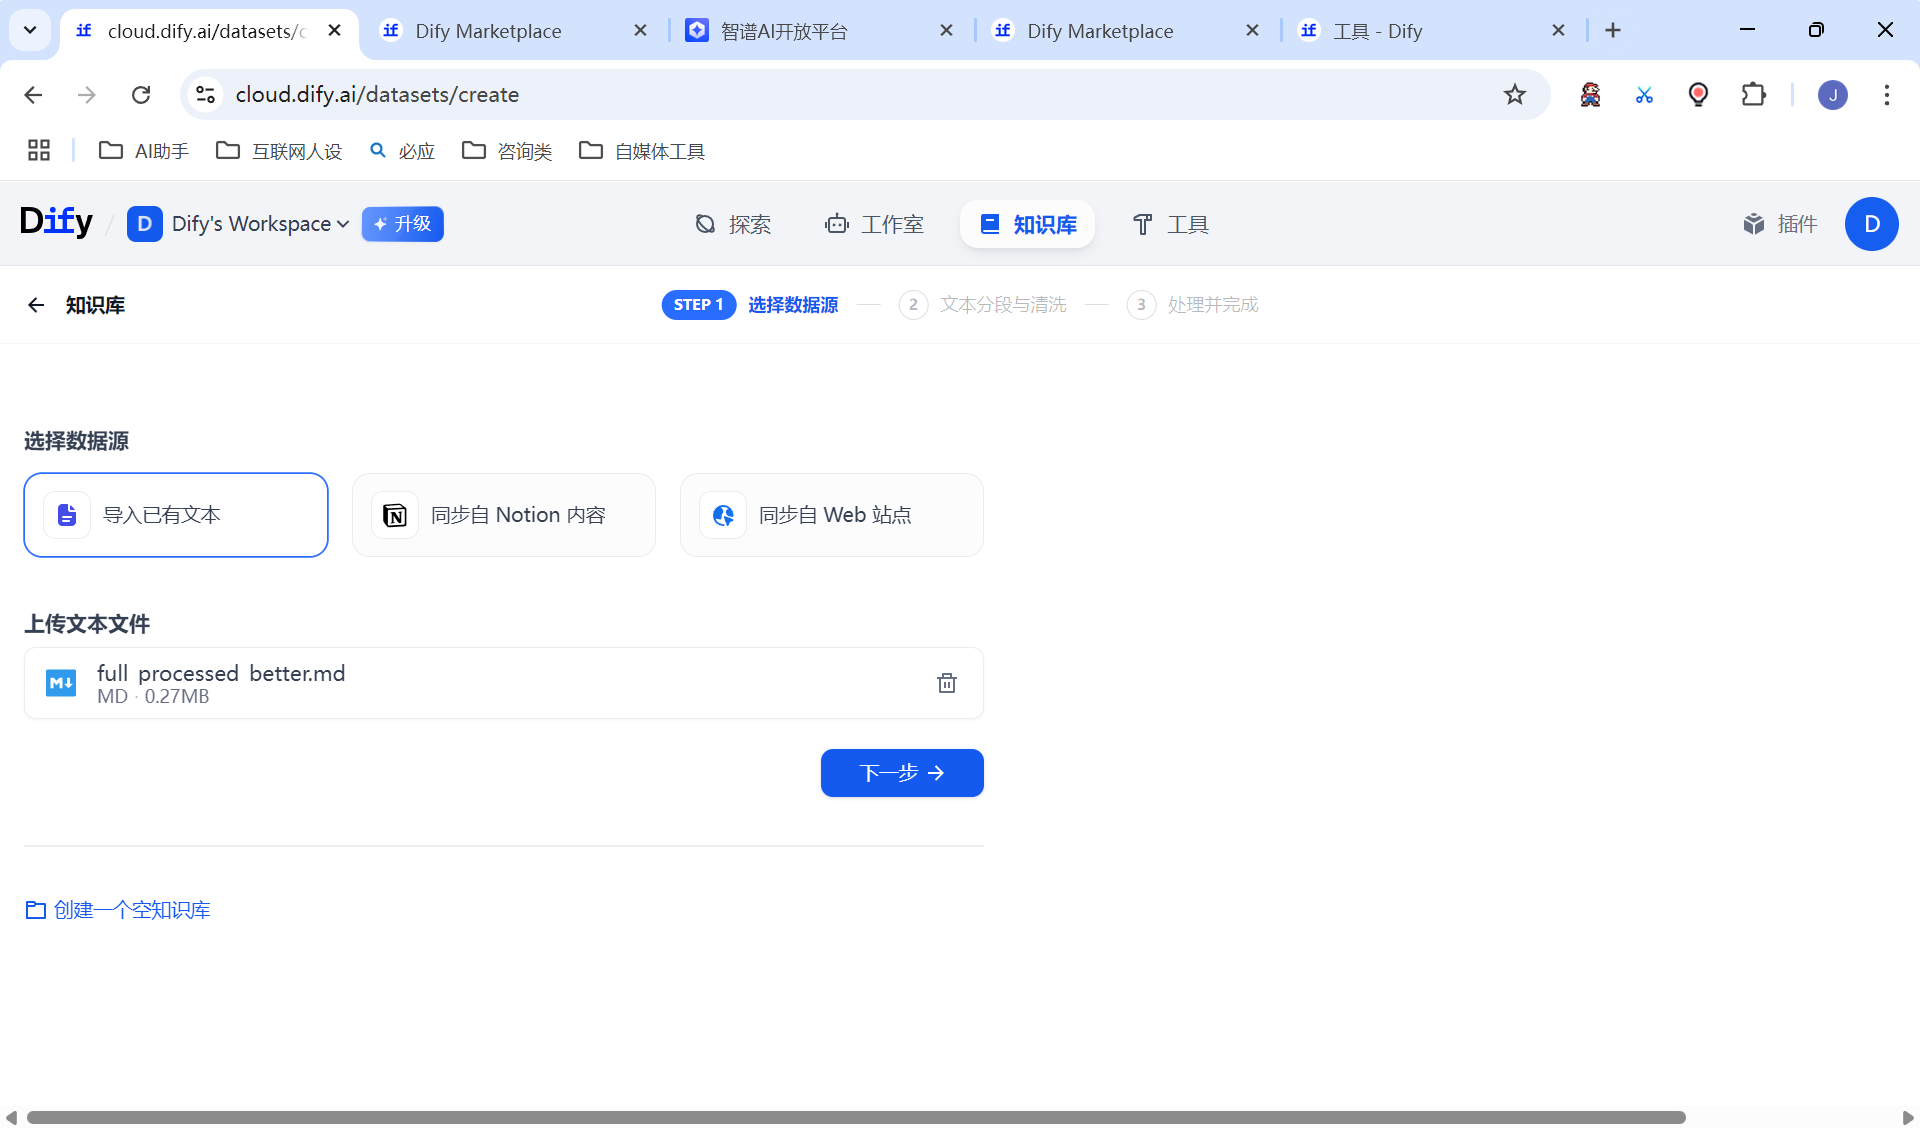 cloud.dify.ai/datasets/c
Dify Marketplace
智谱AI开放平台
Dify Marketplace
工具 - Dify
cloud.dify.ai/datasets/create
J
AI助手
互联网人设
必应
咨询类
自媒体工具
Dify / D Dify's Workspace 升级
探索
工作室
知识库
工具
插件
D
知识库
STEP 1 选择数据源
2 文本分段与清洗
3 处理并完成
选择数据源
导入已有文本
同步自 Notion 内容
同步自 Web 站点
上传文本文件
full_processed_better.md
MD · 0.27MB
下一步
创建一个空知识库